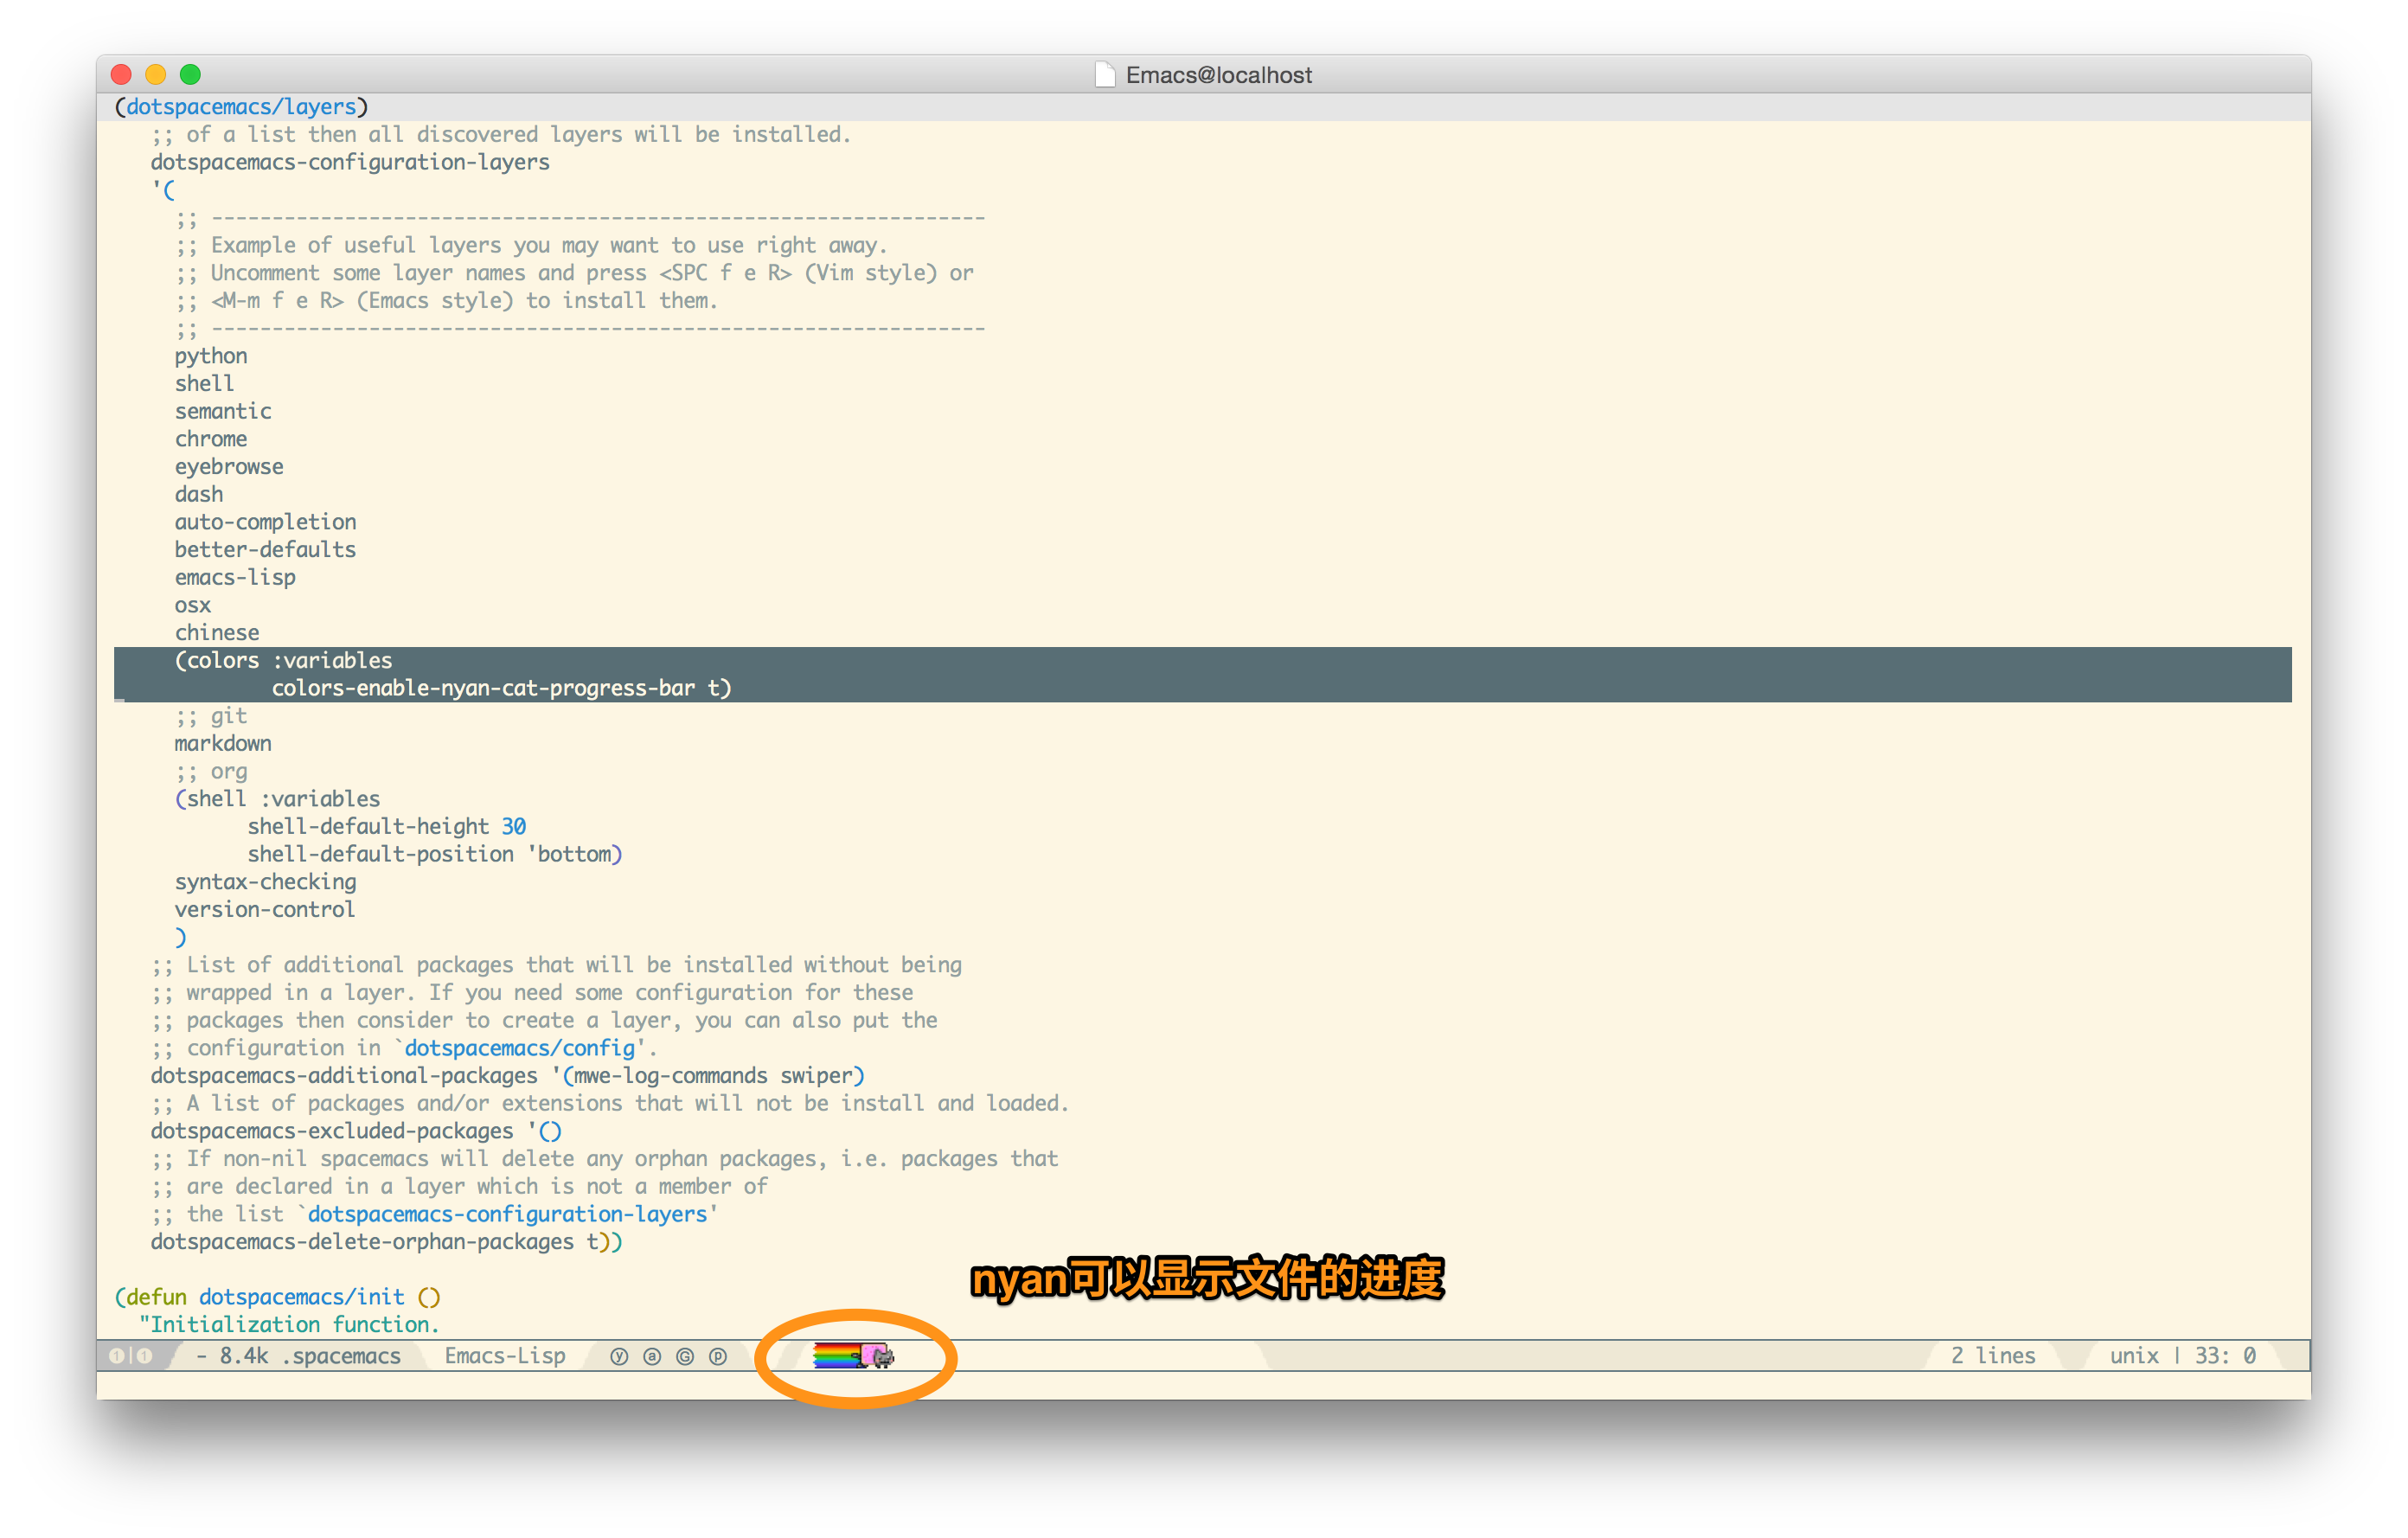 Emacs@localhost
(dotspacemacs/layers)
;; of a list then all discovered layers will be installed.
dotspacemacs-configuration-layers
'(
;; ----------------------------------------------------------------
;; Example of useful layers you may want to use right away.
;; Uncomment some layer names and press <SPC f e R> (Vim style) or
;; <M-m f e R> (Emacs style) to install them.
;; ----------------------------------------------------------------
python
shell
semantic
chrome
eyebrowse
dash
auto-completion
better-defaults
emacs-lisp
osx
chinese
(colors :variables
colors-enable-nyan-cat-progress-bar t)
;; git
markdown
;; org
(shell :variables
shell-default-height 30
shell-default-position 'bottom)
syntax-checking
version-control
)
;; List of additional packages that will be installed without being
;; wrapped in a layer. If you need some configuration for these
;; packages then consider to create a layer, you can also put the
;; configuration in `dotspacemacs/config'.
dotspacemacs-additional-packages '(mwe-log-commands swiper)
;; A list of packages and/or extensions that will not be install and loaded.
dotspacemacs-excluded-packages '()
;; If non-nil spacemacs will delete any orphan packages, i.e. packages that
;; are declared in a layer which is not a member of
;; the list `dotspacemacs-configuration-layers'
dotspacemacs-delete-orphan-packages t))
nyan可以显示文件的进度
(defun dotspacemacs/init ()
"Initialization function.
①|① - 8.4k .spacemacs Emacs-Lisp ⓨ ⓐ Ⓖ ⓟ 2 lines unix | 33: 0